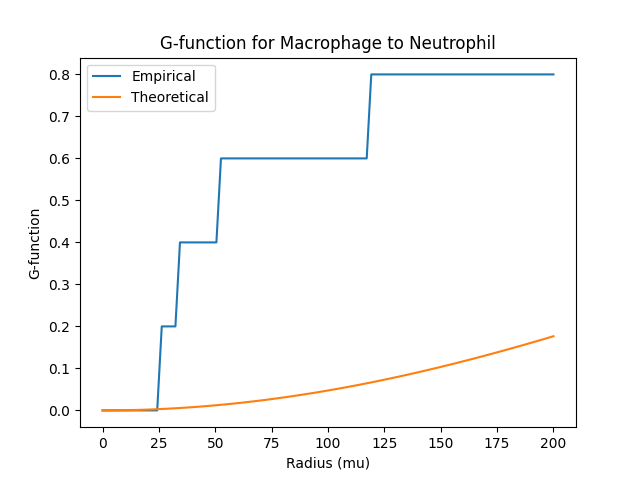 G-function for Macrophage to Neutrophil
Empirical
Theoretical
0.8
0.7
0.6
0.5
0.4
0.3
0.2
0.1
0.0
G-function
0 25 50 75 100 125 150 175 200
Radius (mu)